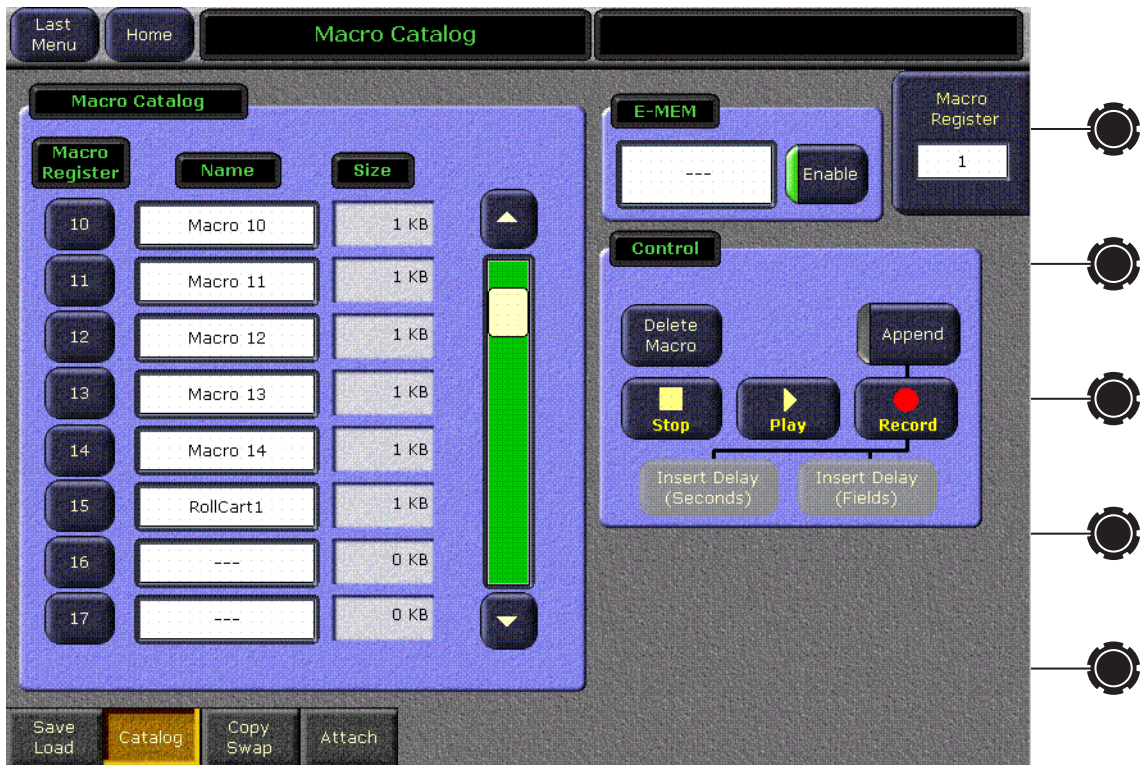 Last
Menu
Home
Macro Catalog
Macro Catalog
Macro
Register
Name
Size
10
Macro 10
1 KB
11
Macro 11
1 KB
12
Macro 12
1 KB
13
Macro 13
1 KB
14
Macro 14
1 KB
15
RollCart1
1 KB
16
---
0 KB
17
---
0 KB
E-MEM
---
Enable
Macro
Register
1
Control
Delete
Macro
Append
Stop
Play
Record
Insert Delay
(Seconds)
Insert Delay
(Fields)
Save
Load
Catalog
Copy
Swap
Attach